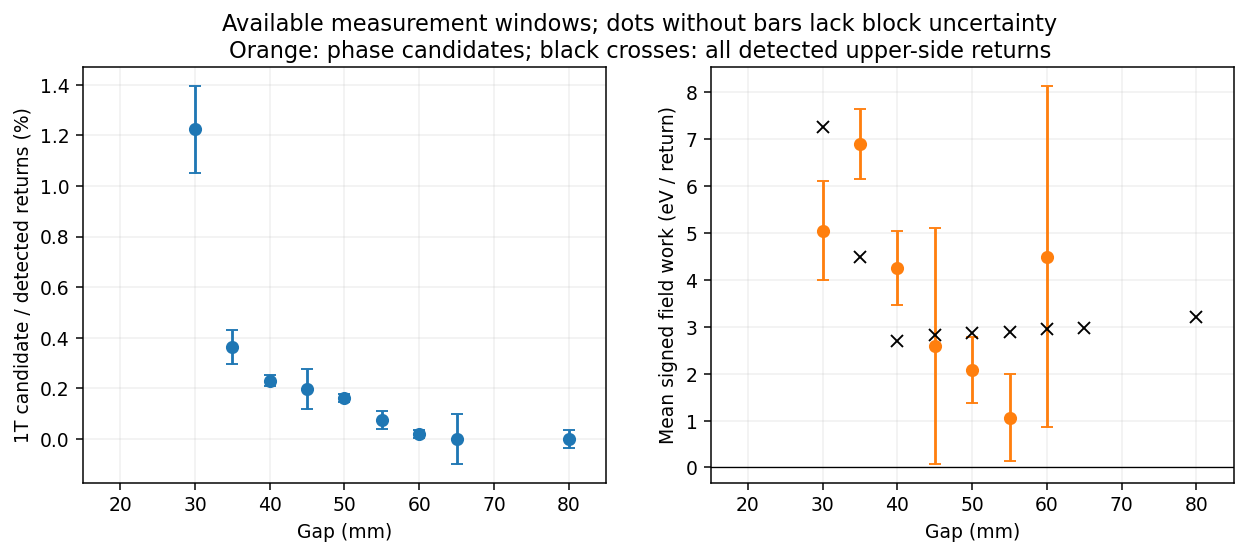 Available measurement windows; dots without bars lack block uncertainty
Orange: phase candidates; black crosses: all detected upper-side returns
1T candidate / detected returns (%)
1.4
1.2
1.0
0.8
0.6
0.4
0.2
0.0
20 30 40 50 60 70 80
Gap (mm)
Mean signed field work (eV / return)
8
7
6
5
4
3
2
1
0
20 30 40 50 60 70 80
Gap (mm)